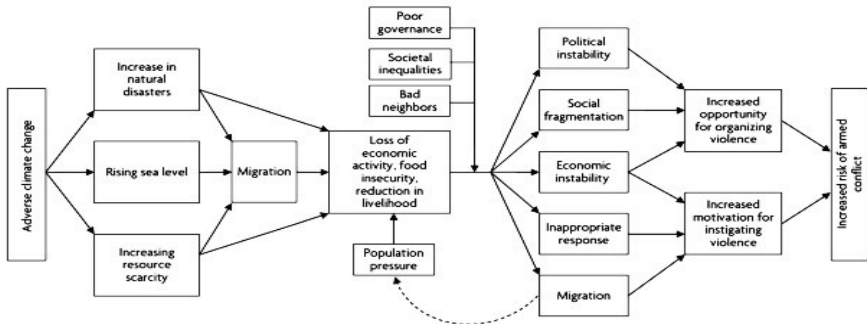 Adverse climate change
Increase in
natural
disasters
Rising sea level
Increasing
resource
scarcity
Migration
Loss of
economic
activity, food
insecurity,
reduction in
livelihood
Population
pressure
Poor
governance
Societal
inequalities
Bad
neighbors
Political
instability
Social
fragmentation
Economic
instability
Inappropriate
response
Migration
Increased
opportunity
for organizing
violence
Increased
motivation for
instigating
violence
Increased risk of armed
conflict